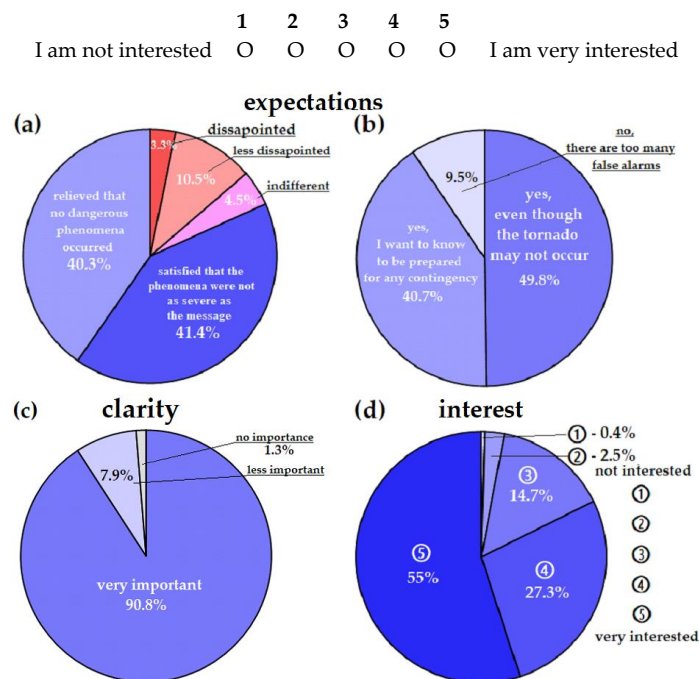 1 2 3 4 5
I am not interested O O O O O I am very interested
expectations
(a)
dissapointed
3.3%
less dissapointed
10.5%
indifferent
4.5%
relieved that
no dangerous
phenomena
occurred
40.3%
satisfied that the
phenomena were not
as severe as
the message
41.4%
(b)
no,
there are too many
false alarms
9.5%
yes,
even though
the tornado
may not occur
49.8%
yes,
I want to know
to be prepared
for any contingency
40.7%
(c) clarity
no importance
1.3%
less important
7.9%
very important
90.8%
(d) interest
① - 0.4%
② - 2.5%
③
14.7%
④
27.3%
⑤
55%
not interested
①
②
③
④
⑤
very interested